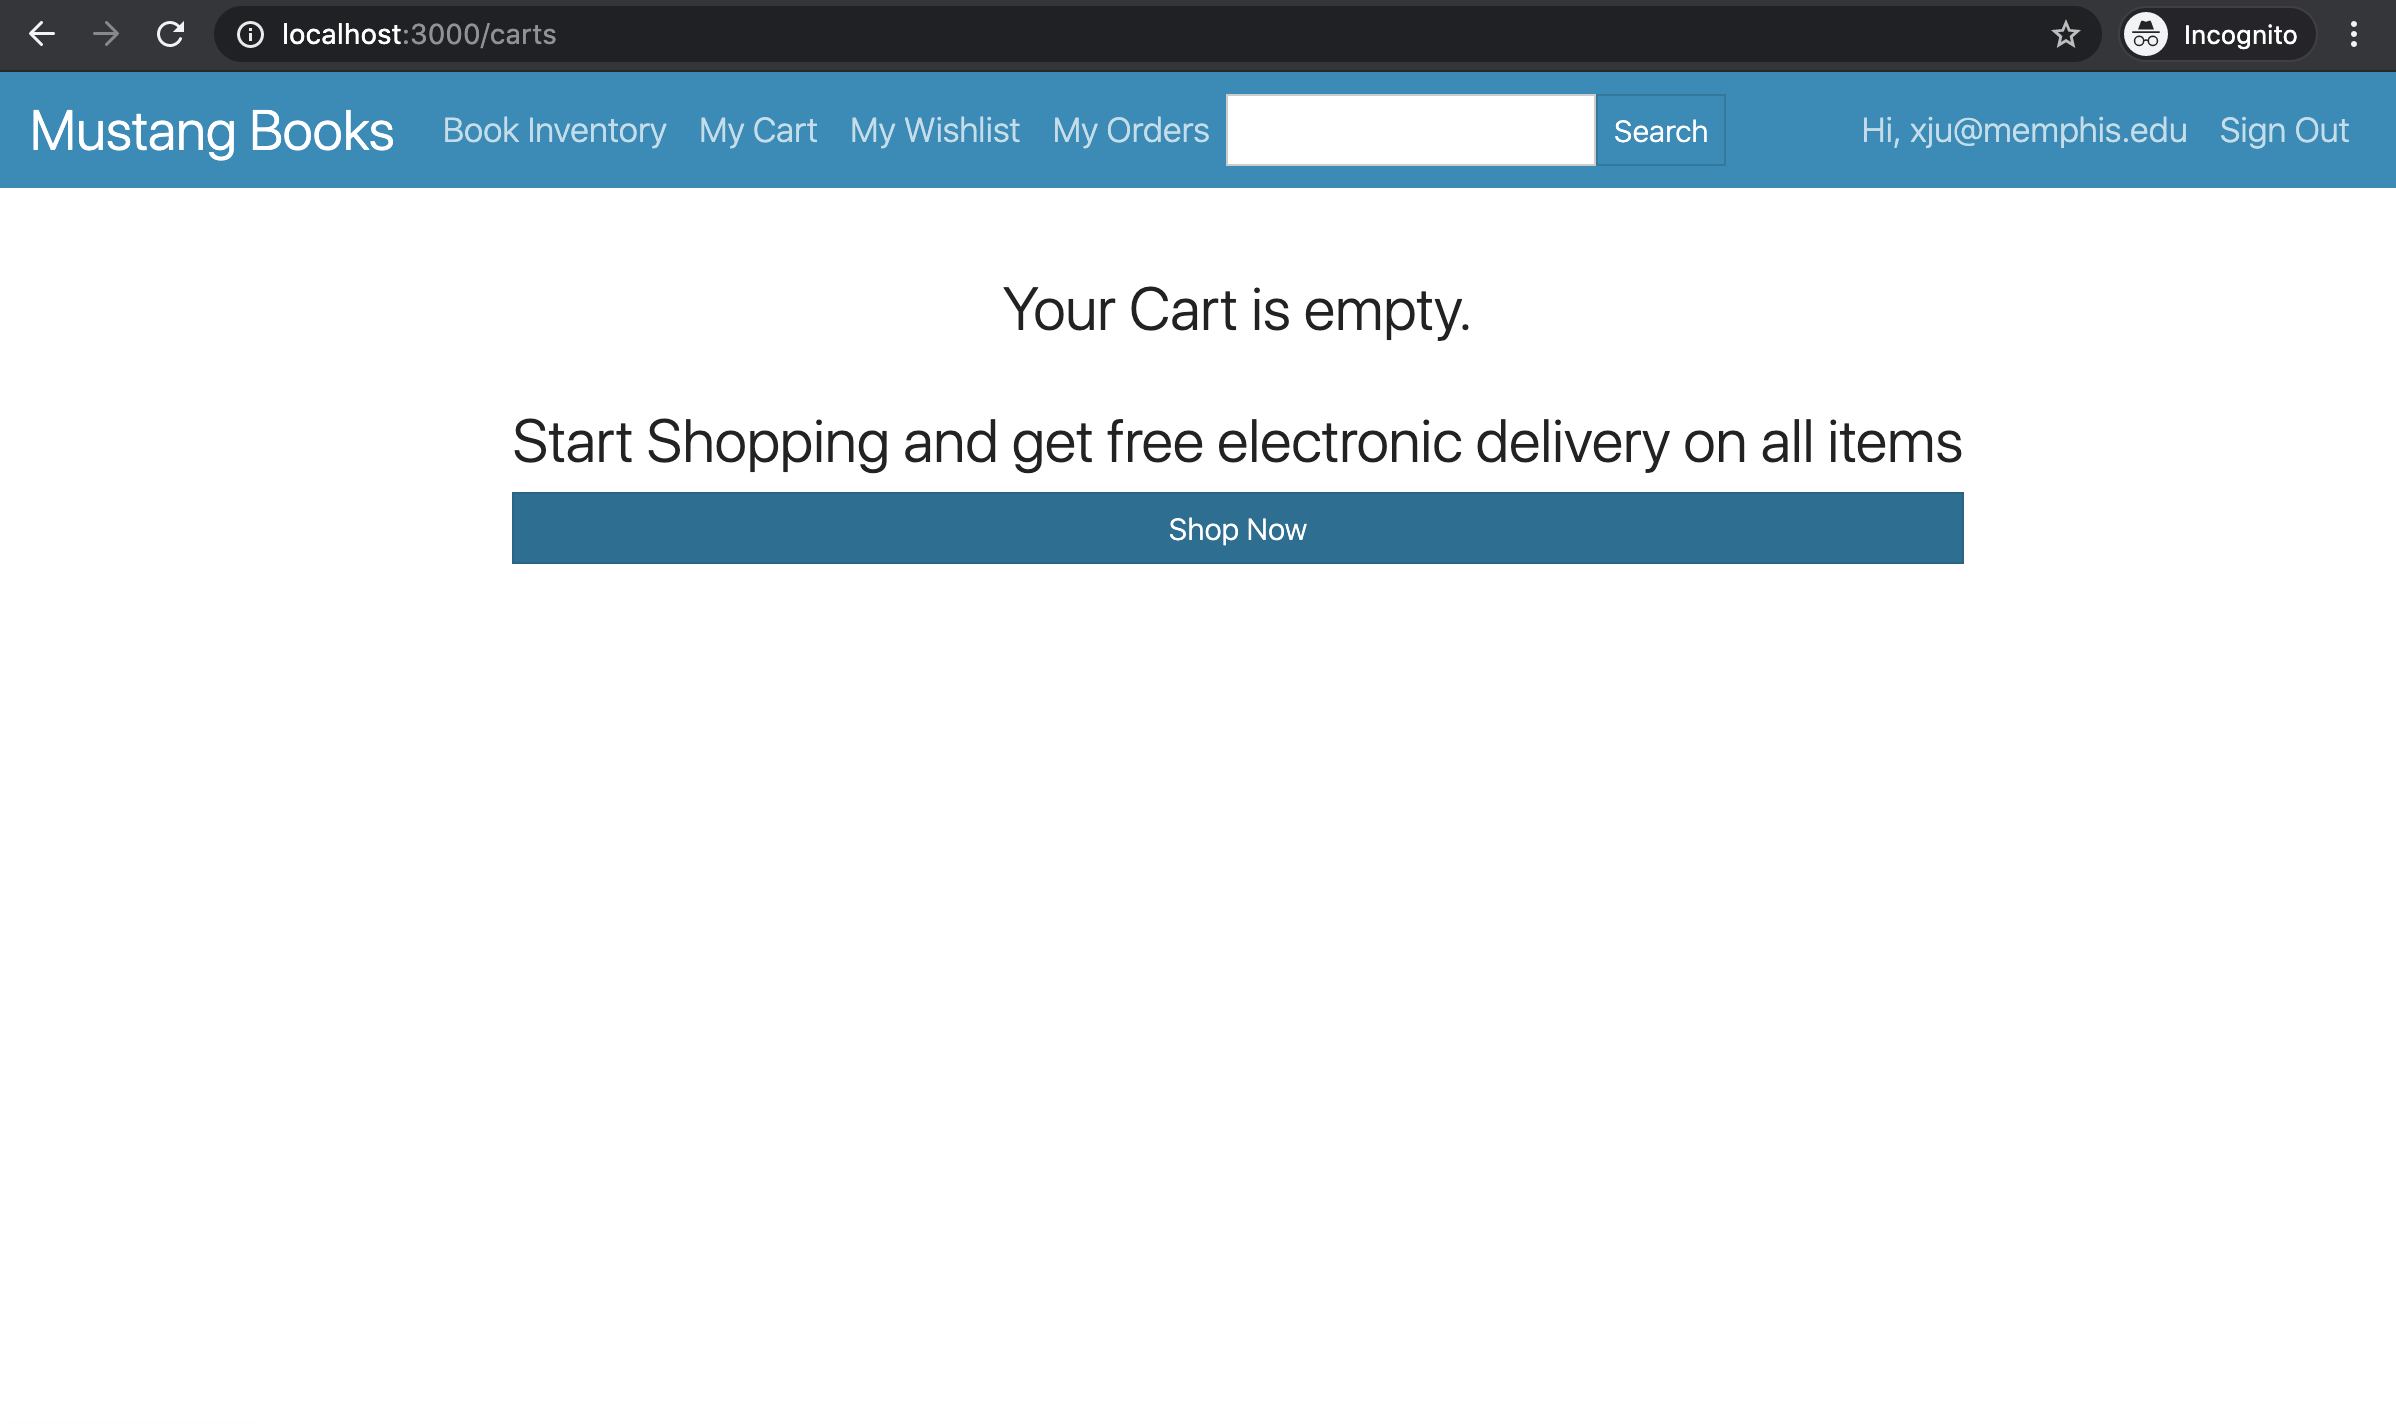 localhost:3000/carts
Incognito
Mustang Books Book Inventory My Cart My Wishlist My Orders Search Hi, xju@memphis.edu Sign Out
Your Cart is empty.
Start Shopping and get free electronic delivery on all items
Shop Now